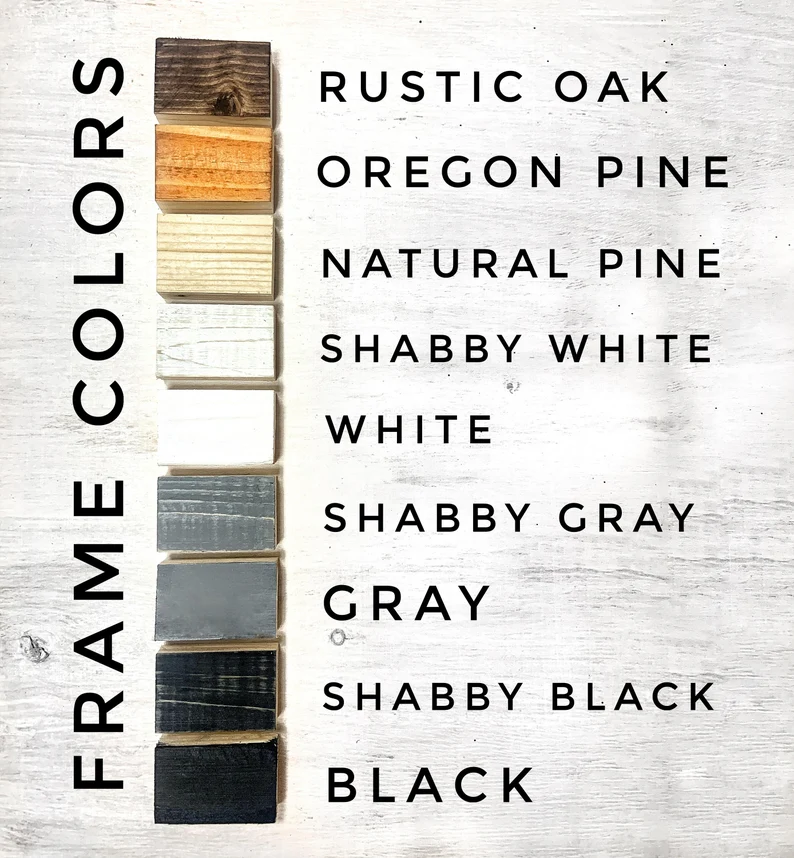 FRAME COLORS
RUSTIC OAK
OREGON PINE
NATURAL PINE
SHABBY WHITE
WHITE
SHABBY GRAY
GRAY
SHABBY BLACK
BLACK